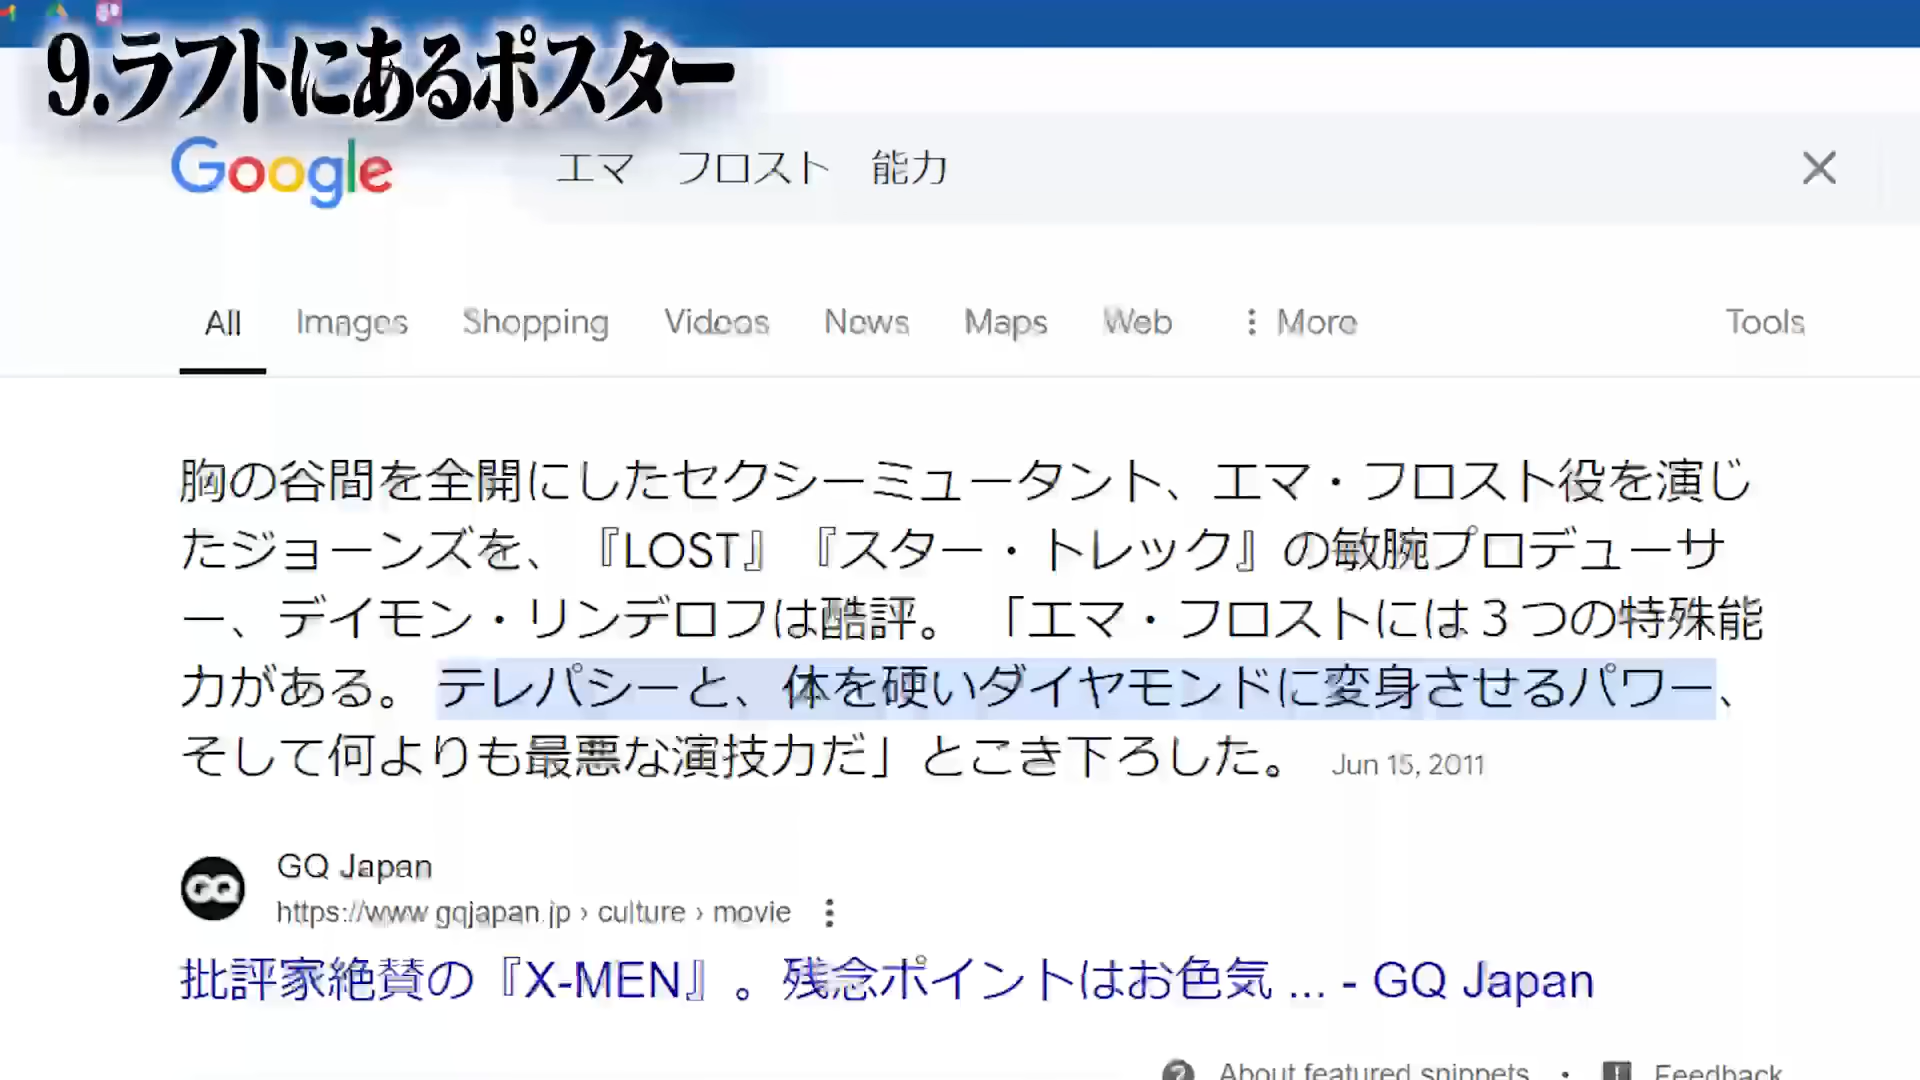 9.ラフトにあるポスター
Google エマ　フロスト　能力
All Images Shopping Videos News Maps Web More Tools
胸の谷間を全開にしたセクシーミュータント、エマ・フロスト役を演じ
たジョーンズを、『LOST』『スター・トレック』の敏腕プロデューサ
ー、デイモン・リンデロフは酷評。「エマ・フロストには３つの特殊能
力がある。テレパシーと、体を硬いダイヤモンドに変身させるパワー、
そして何よりも最悪な演技力だ」とこき下ろした。 Jun 15, 2011
GQ GQ Japan
https://www.gqjapan.jp › culture › movie
批評家絶賛の『X-MEN』。残念ポイントはお色気 ... - GQ Japan
About featured snippets • Feedback